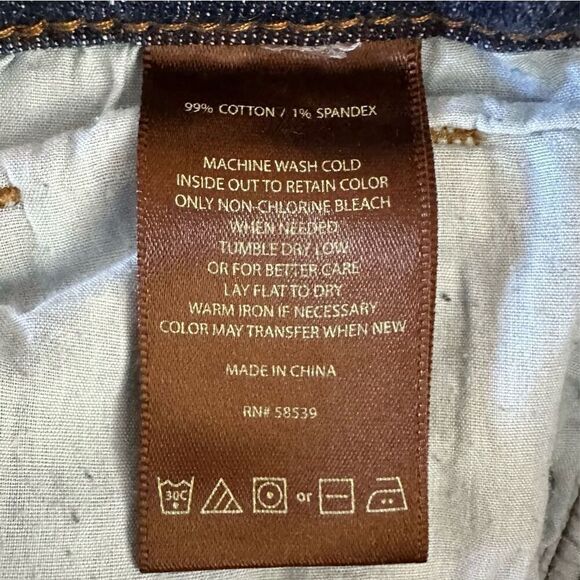 99% COTTON / 1% SPANDEX
MACHINE WASH COLD
INSIDE OUT TO RETAIN COLOR
ONLY NON-CHLORINE BLEACH
WHEN NEEDED
TUMBLE DRY LOW
OR FOR BETTER CARE
LAY FLAT TO DRY
WARM IRON IF NECESSARY
COLOR MAY TRANSFER WHEN NEW
MADE IN CHINA
RN# 58539
30C or